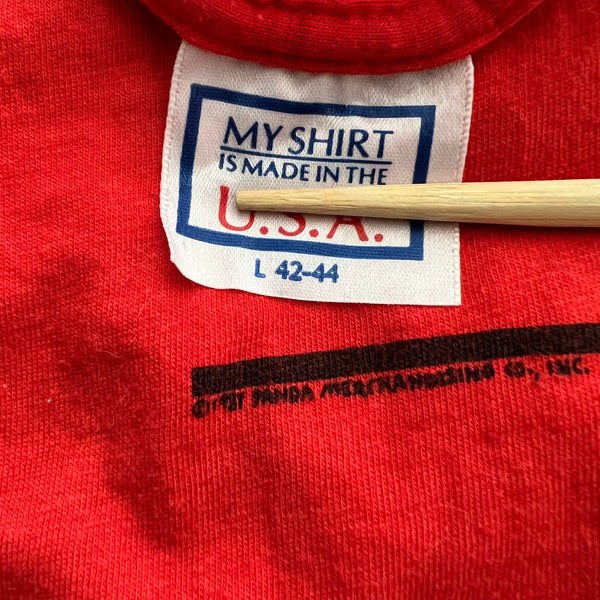 MY SHIRT
IS MADE IN THE
U.S.A.
L 42-44
PANDA MERCHANDISING CO., INC.